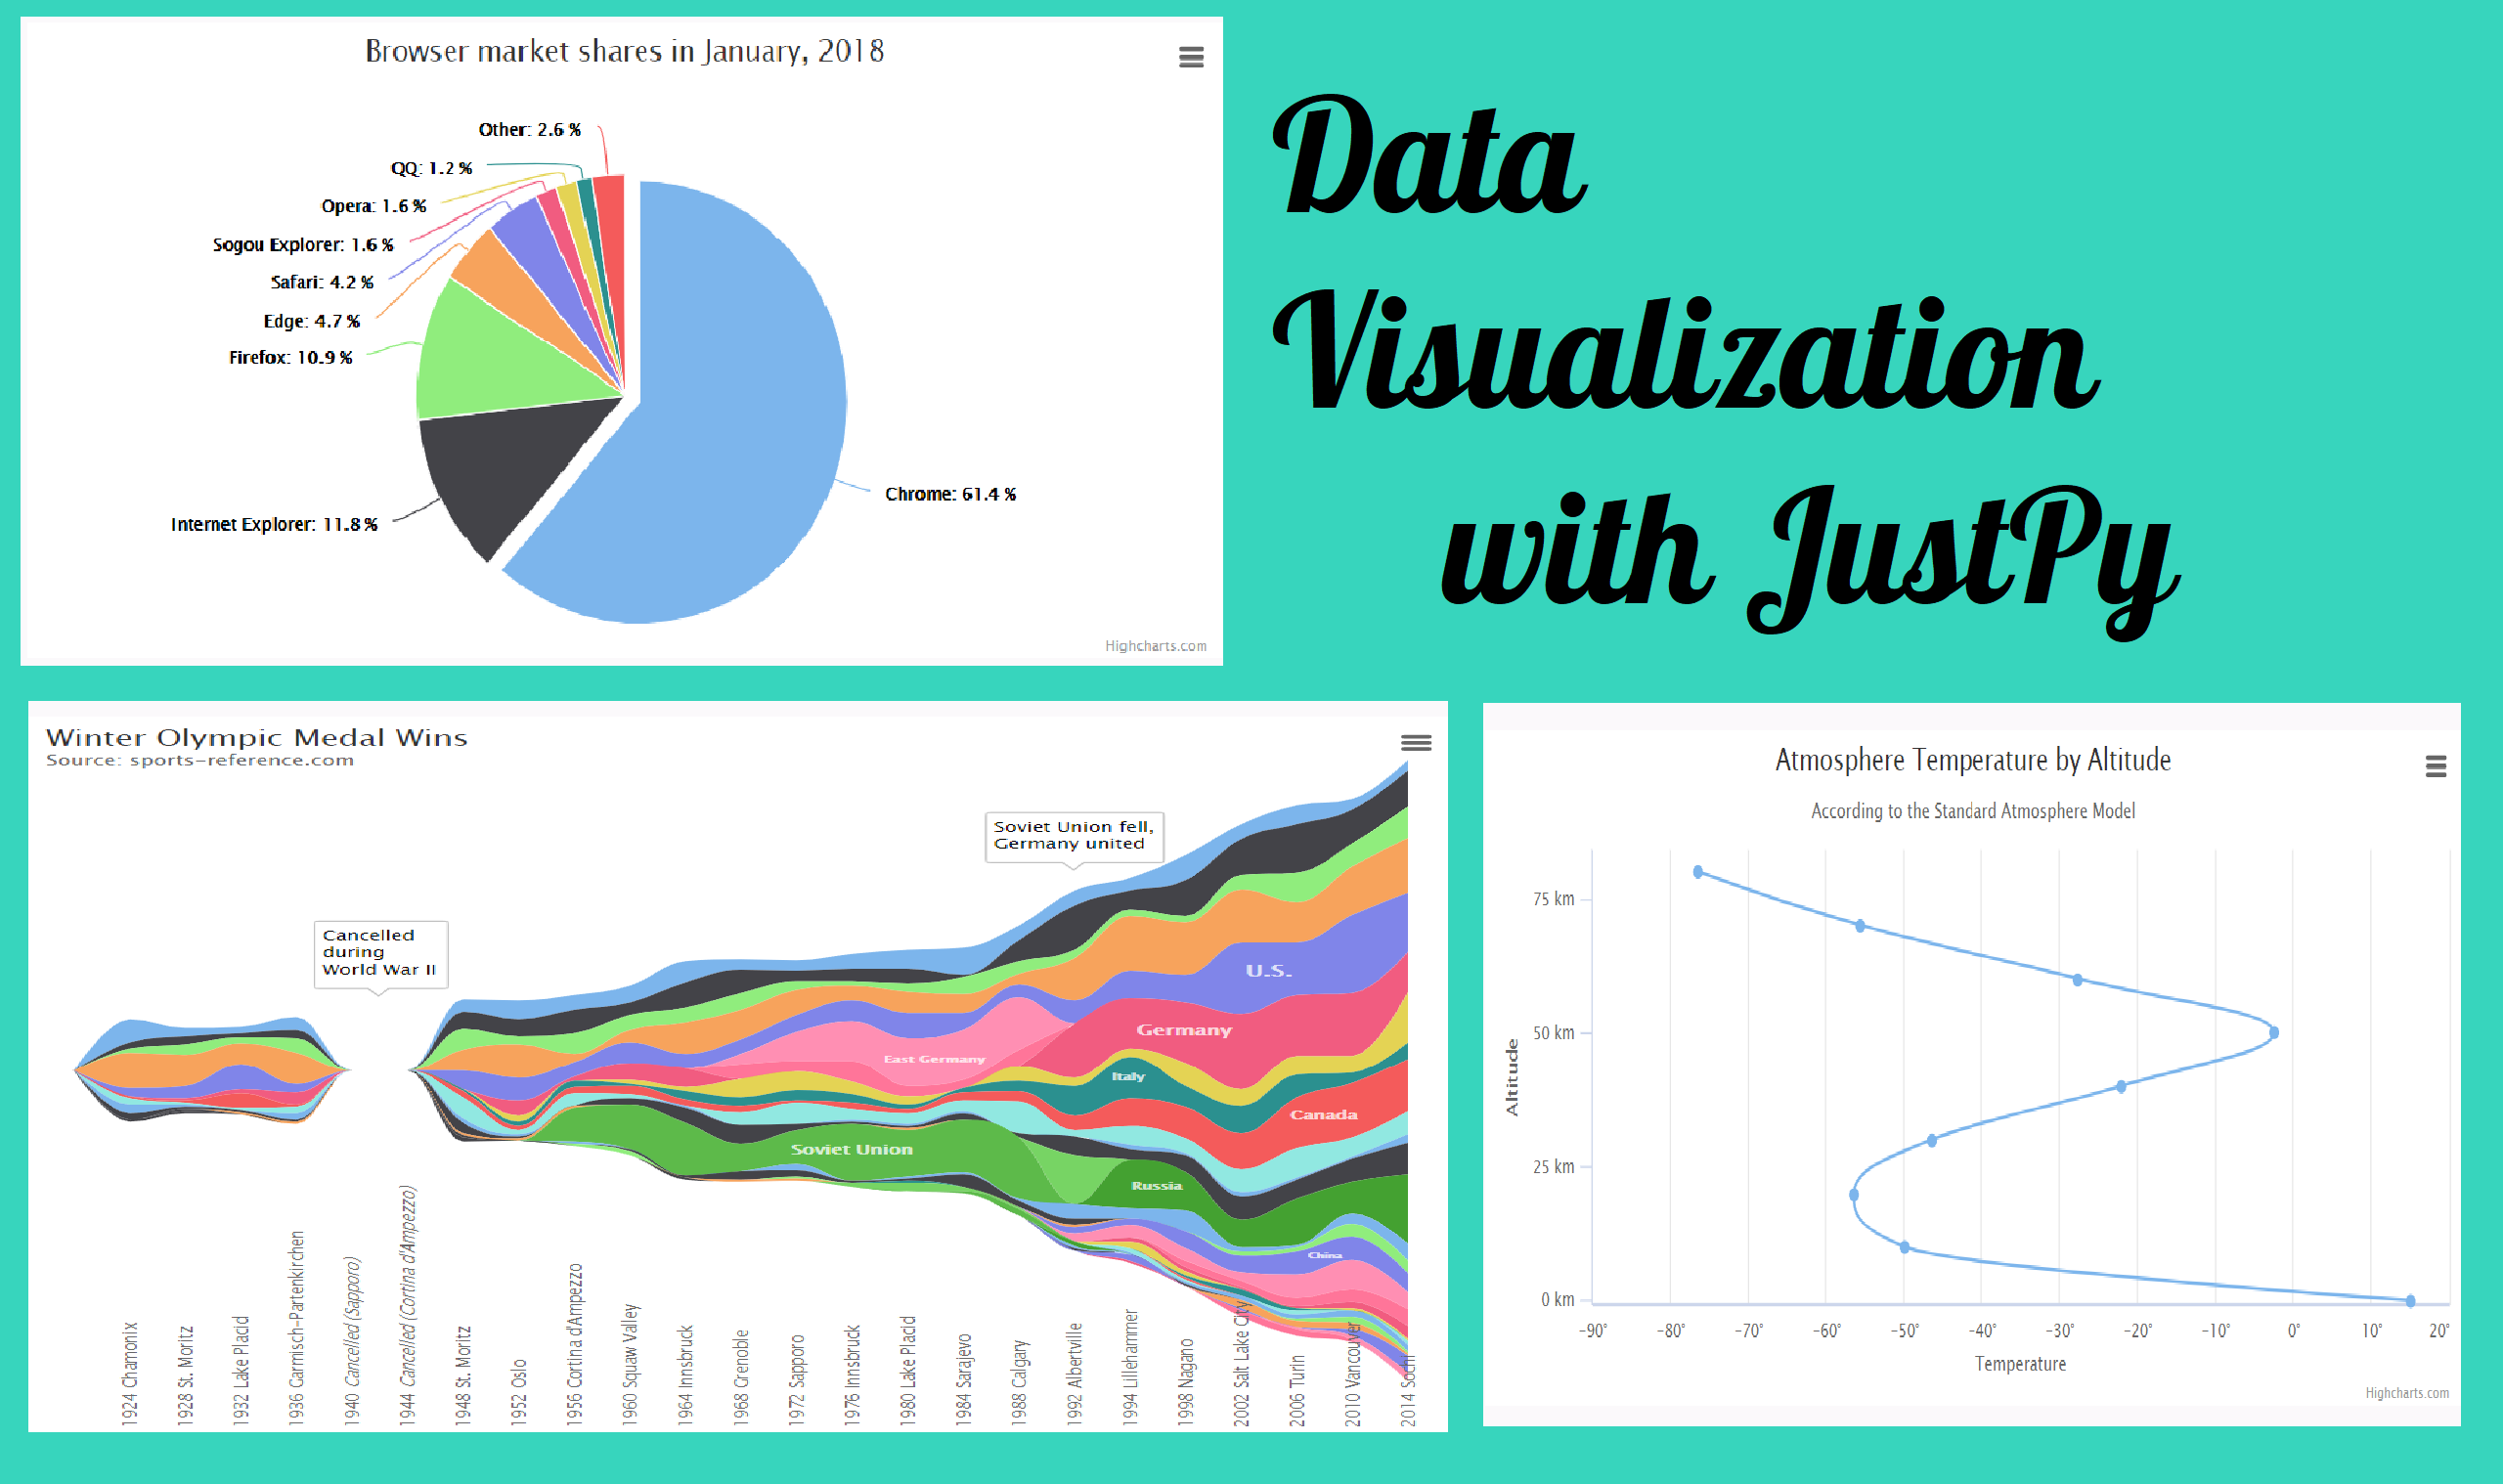 Browser market shares in January, 2018
Other: 2.6 %
QQ: 1.2 %
Opera: 1.6 %
Sogou Explorer: 1.6 %
Safari: 4.2 %
Edge: 4.7 %
Firefox: 10.9 %
Internet Explorer: 11.8 %
Chrome: 61.4 %
Highcharts.com
Data
Visualization
with JustPy
Winter Olympic Medal Wins
Source: sports-reference.com
Soviet Union fell,
Germany united
Cancelled
during
World War II
U.S.
Germany
East Germany
Italy
Canada
Soviet Union
Russia
China
1924 Chamonix
1928 St. Moritz
1932 Lake Placid
1936 Garmisch-Partenkirchen
1940 Cancelled (Sapporo)
1944 Cancelled (Cortina d'Ampezzo)
1948 St. Moritz
1952 Oslo
1956 Cortina d'Ampezzo
1960 Squaw Valley
1964 Innsbruck
1968 Grenoble
1972 Sapporo
1976 Innsbruck
1980 Lake Placid
1984 Sarajevo
1988 Calgary
1992 Albertville
1994 Lillehammer
1998 Nagano
2002 Salt Lake City
2006 Turin
2010 Vancouver
2014 Sochi
Atmosphere Temperature by Altitude
According to the Standard Atmosphere Model
Altitude
75 km
50 km
25 km
0 km
-90° -80° -70° -60° -50° -40° -30° -20° -10° 0° 10° 20°
Temperature
Highcharts.com